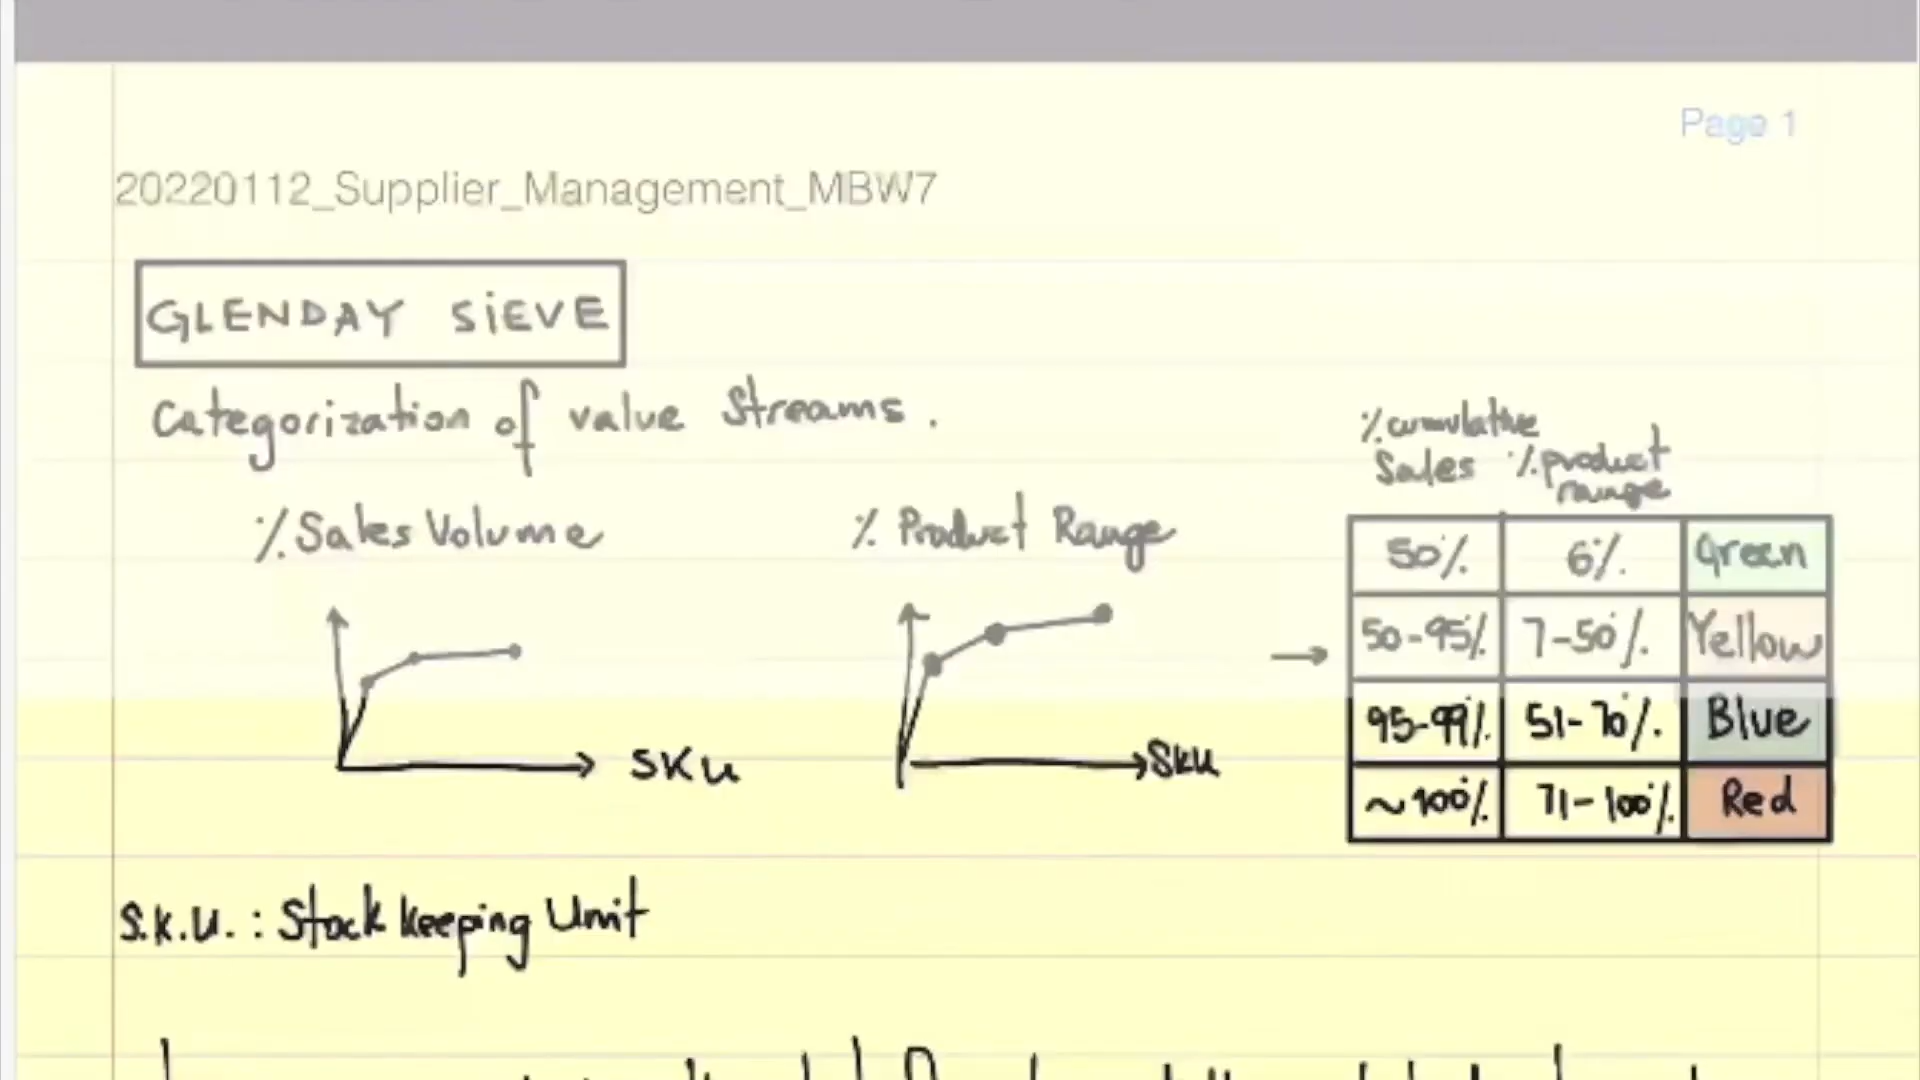 Page 1
20220112_Supplier_Management_MBW7
GLENDAY SiEVE
Categorization of value Streams.
% Sales Volume
% Product Range
SKU
SKU
% cumulative
Sales % product
range
50% 6% Green
50-95% 7-50% Yellow
95-99% 51-70% Blue
~100% 71-100% Red
S.K.U. : Stock keeping Unit